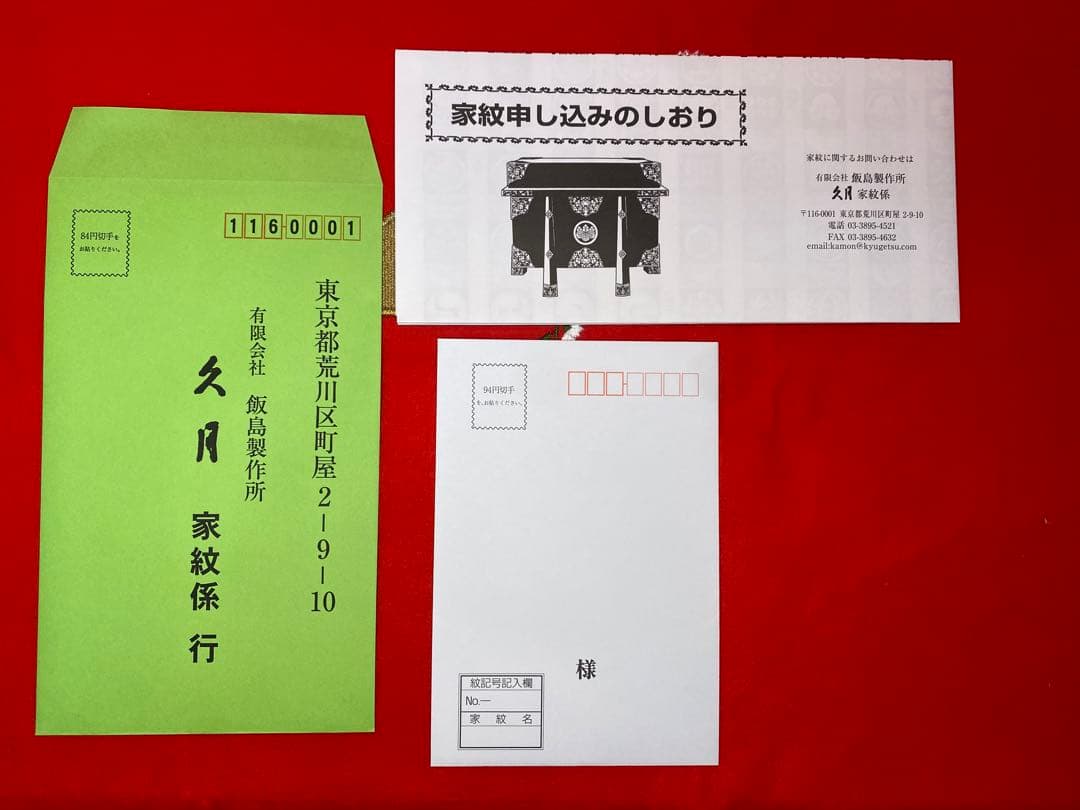 84円切手を
お貼りください。
1160001
東京都荒川区町屋2-9-10
有限会社 飯島製作所
久月 家紋係 行
家紋申し込みのしおり
家紋に関するお問い合わせは
有限会社 飯島製作所
久月 家紋係
〒116-0001 東京都荒川区町屋 2-9-10
電話 03-3895-4521
FAX 03-3895-4632
email:kamon@kyugetsu.com
94円切手
を、お貼りください。
様
紋記号記入欄
No.―
家紋名